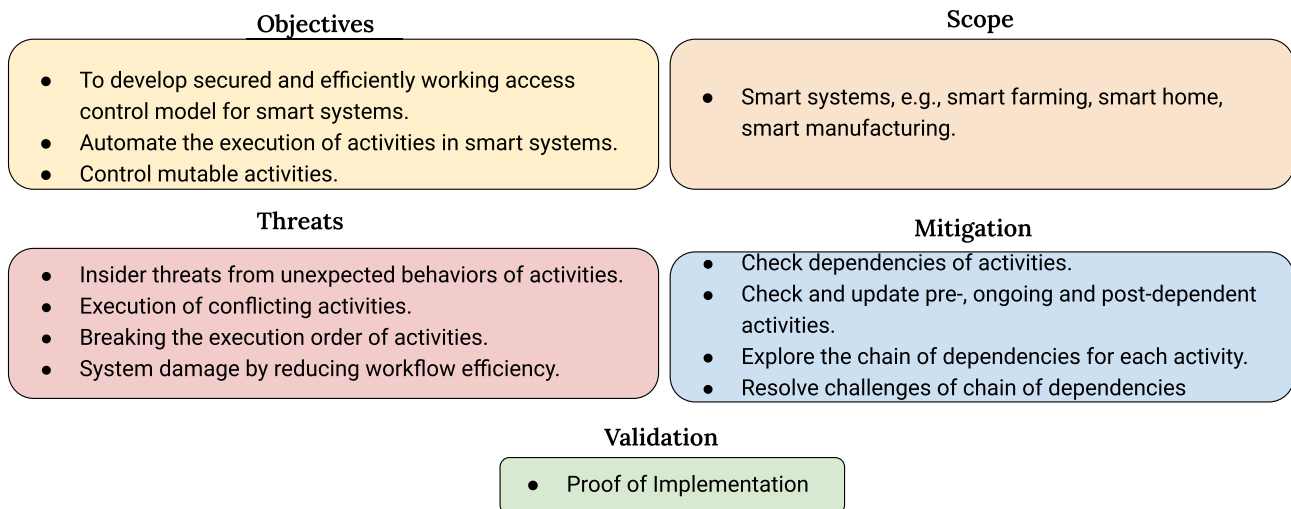 Objectives
● To develop secured and efficiently working access
control model for smart systems.
● Automate the execution of activities in smart systems.
● Control mutable activities.
Scope
● Smart systems, e.g., smart farming, smart home,
smart manufacturing.
Threats
● Insider threats from unexpected behaviors of activities.
● Execution of conflicting activities.
● Breaking the execution order of activities.
● System damage by reducing workflow efficiency.
Mitigation
● Check dependencies of activities.
● Check and update pre-, ongoing and post-dependent
activities.
● Explore the chain of dependencies for each activity.
● Resolve challenges of chain of dependencies
Validation
● Proof of Implementation